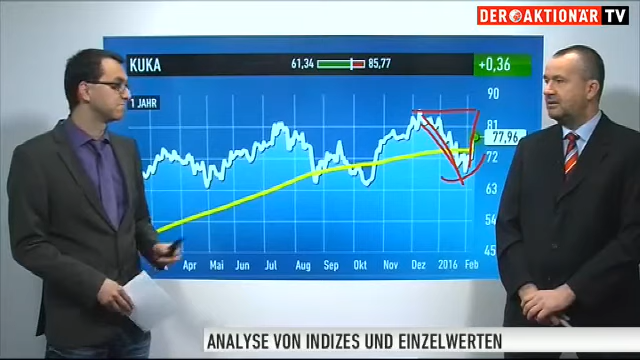 DER AKTIONÄR TV
KUKA 61,34 85,77 +0,36
1 JAHR
90
81
77,96
72
63
54
45
Apr Mai Jun Jul Aug Sep Okt Nov Dez 2016 Feb
ANALYSE VON INDIZES UND EINZELWERTEN